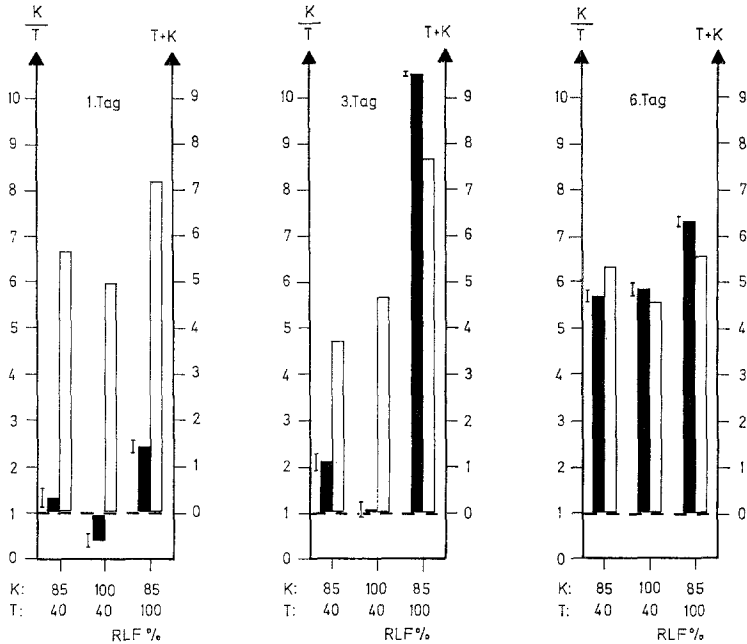 K/T T+K
10 9 8 7 6 5 4 3 2 1 0
1.Tag
9 8 7 6 5 4 3 2 1 0
K: 85 100 85
T: 40 40 100
RLF %
K/T T+K
10 9 8 7 6 5 4 3 2 1 0
3.Tag
9 8 7 6 5 4 3 2 1 0
85 100 85
40 40 100
RLF %
K/T T+K
10 9 8 7 6 5 4 3 2 1 0
6.Tag
9 8 7 6 5 4 3 2 1 0
K: 85 100 85
T: 40 40 100
RLF %